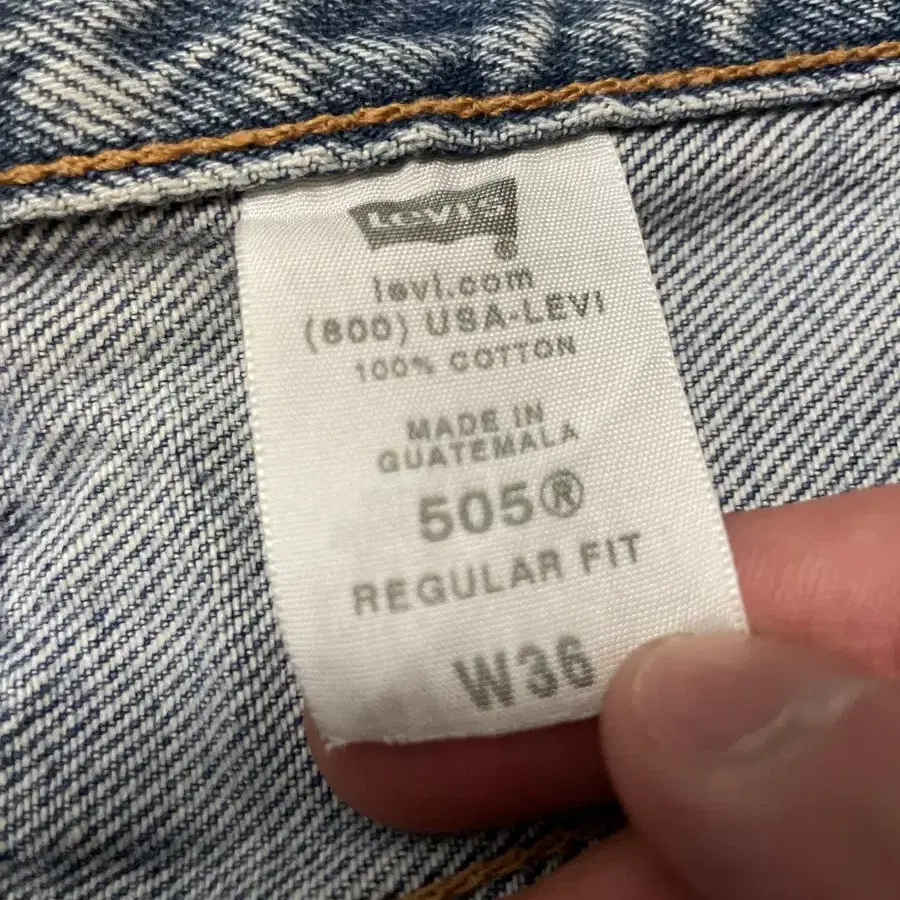 Levi's
levi.com
(800) USA-LEVI
100% COTTON
MADE IN
GUATEMALA
505®
REGULAR FIT
W36